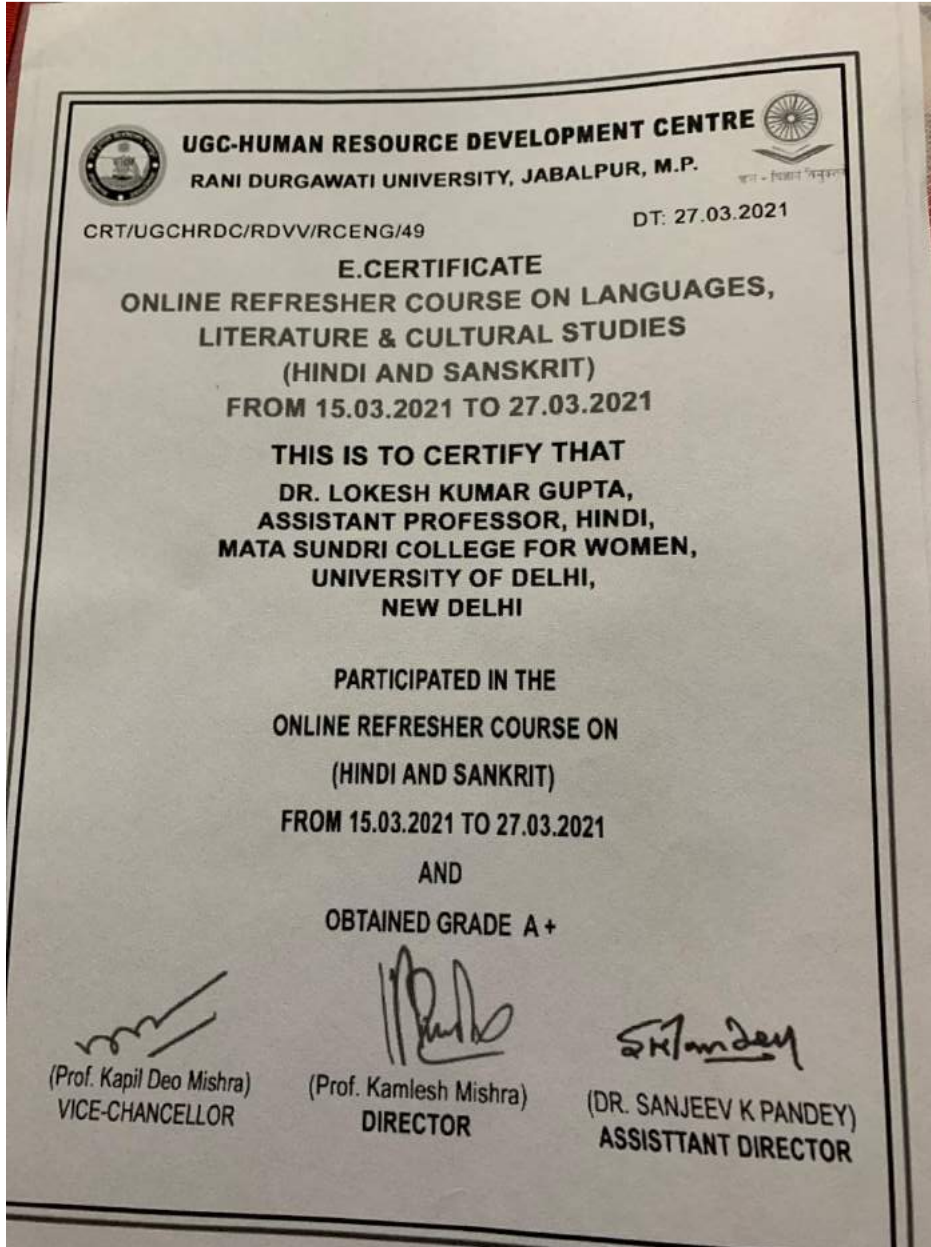 UGC-HUMAN RESOURCE DEVELOPMENT CENTRE
RANI DURGAWATI UNIVERSITY, JABALPUR, M.P.
CRT/UGCHRDC/RDVV/RCENG/49
DT: 27.03.2021
E.CERTIFICATE
ONLINE REFRESHER COURSE ON LANGUAGES,
LITERATURE & CULTURAL STUDIES
(HINDI AND SANSKRIT)
FROM 15.03.2021 TO 27.03.2021
THIS IS TO CERTIFY THAT
DR. LOKESH KUMAR GUPTA,
ASSISTANT PROFESSOR, HINDI,
MATA SUNDRI COLLEGE FOR WOMEN,
UNIVERSITY OF DELHI,
NEW DELHI
PARTICIPATED IN THE
ONLINE REFRESHER COURSE ON
(HINDI AND SANKRIT)
FROM 15.03.2021 TO 27.03.2021
AND
OBTAINED GRADE A +
(Prof. Kapil Deo Mishra)
VICE-CHANCELLOR
(Prof. Kamlesh Mishra)
DIRECTOR
(DR. SANJEEV K PANDEY)
ASSISTTANT DIRECTOR